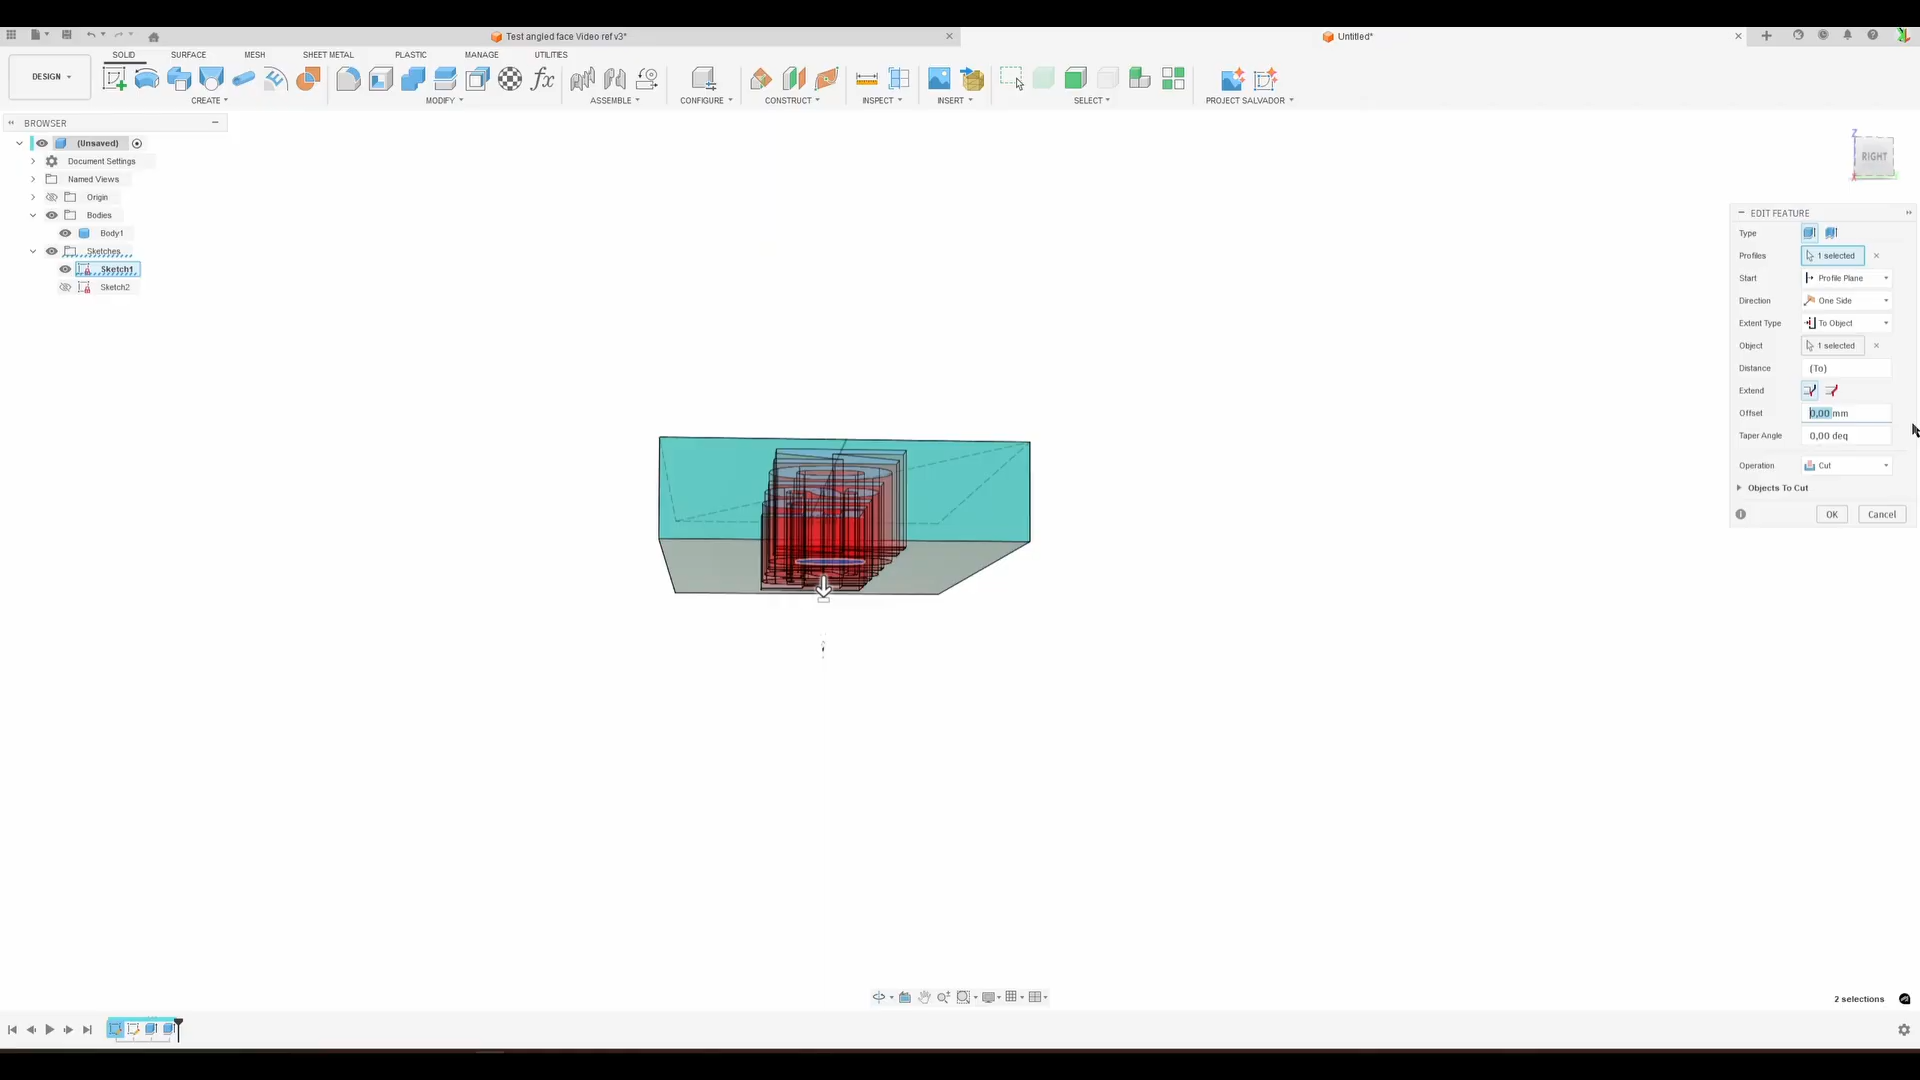 Test angled face Video ref v3*
Untitled*
DESIGN
SOLID SURFACE MESH SHEET METAL PLASTIC MANAGE UTILITIES
CREATE MODIFY ASSEMBLE CONFIGURE CONSTRUCT INSPECT INSERT SELECT PROJECT SALVADOR
BROWSER
(Unsaved)
Document Settings
Named Views
Origin
Bodies
Body1
Sketches
Sketch1
Sketch2
Z
RIGHT
EDIT FEATURE
Type
Profiles 1 selected
Start Profile Plane
Direction One Side
Extent Type To Object
Object 1 selected
Distance (To)
Extend
Offset 0,00 mm
Taper Angle 0,00 deg
Operation Cut
Objects To Cut
OK Cancel
2 selections